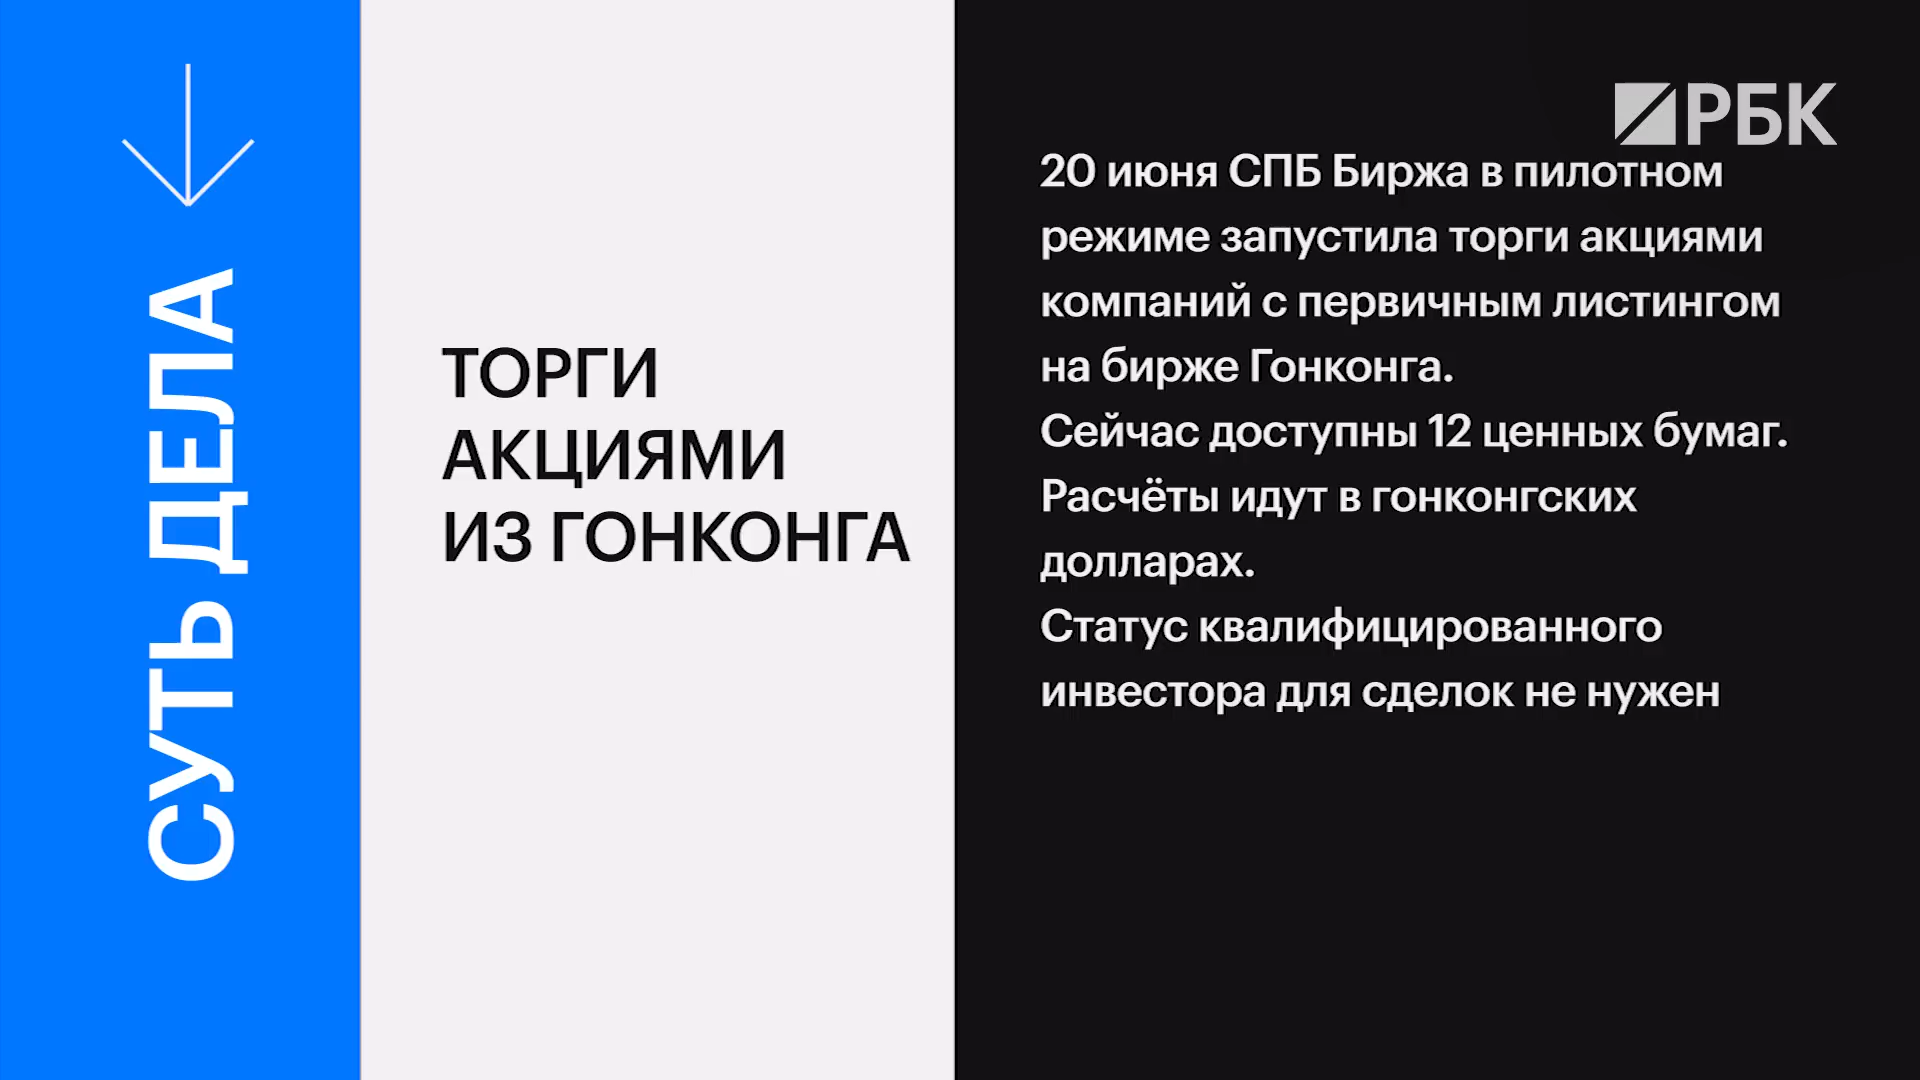 СУТЬ ДЕЛА
ТОРГИ
АКЦИЯМИ
ИЗ ГОНКОНГА
РБК
20 июня СПБ Биржа в пилотном
режиме запустила торги акциями
компаний с первичным листингом
на бирже Гонконга.
Сейчас доступны 12 ценных бумаг.
Расчёты идут в гонконгских
долларах.
Статус квалифицированного
инвестора для сделок не нужен